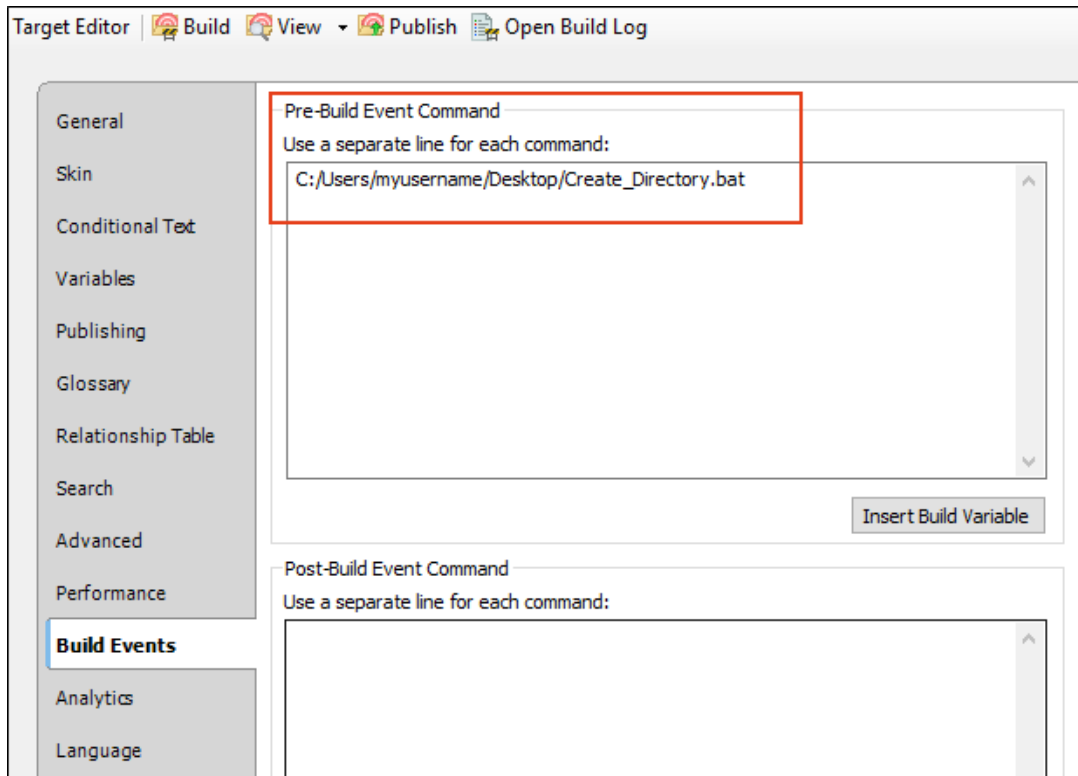 Target Editor Build View Publish Open Build Log
General
Skin
Conditional Text
Variables
Publishing
Glossary
Relationship Table
Search
Advanced
Performance
Build Events
Analytics
Language
Pre-Build Event Command
Use a separate line for each command:
C:/Users/myusername/Desktop/Create_Directory.bat
Insert Build Variable
Post-Build Event Command
Use a separate line for each command: